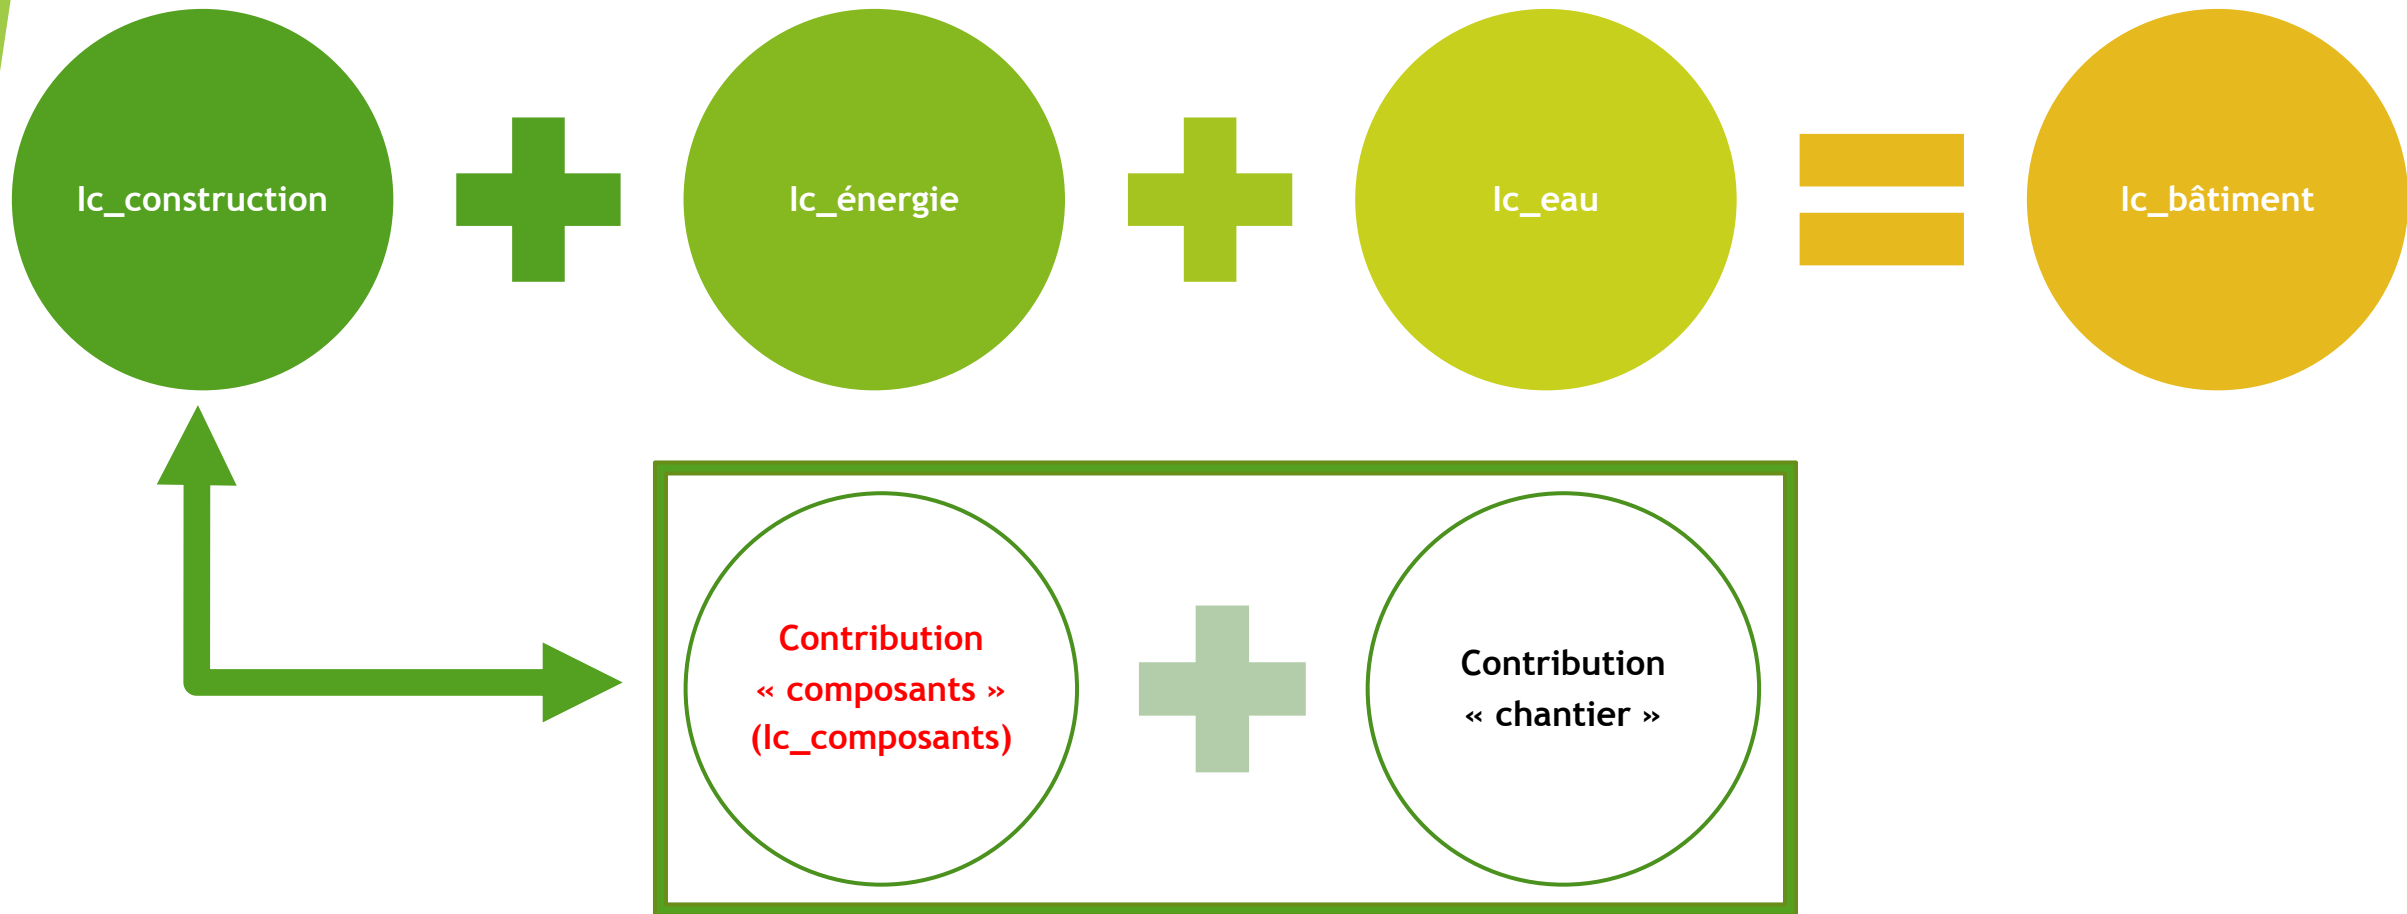 Ic_construction
Ic_énergie
Ic_eau
Ic_bâtiment
Contribution
« composants »
(Ic_composants)
Contribution
« chantier »